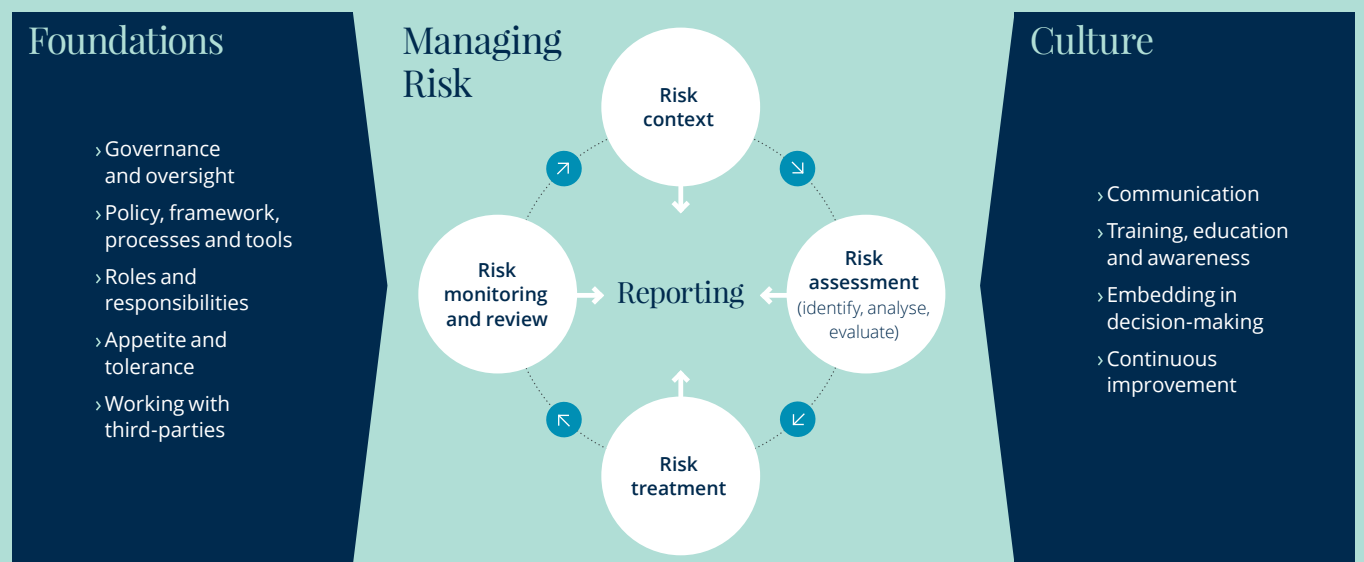 Foundations
› Governance
and oversight
› Policy, framework,
processes and tools
› Roles and
responsibilities
› Appetite and
tolerance
› Working with
third-parties
Managing
Risk
Risk
context
Risk
assessment
(identify, analyse,
evaluate)
Risk
treatment
Risk
monitoring
and review
Reporting
Culture
› Communication
› Training, education
and awareness
› Embedding in
decision-making
› Continuous
improvement